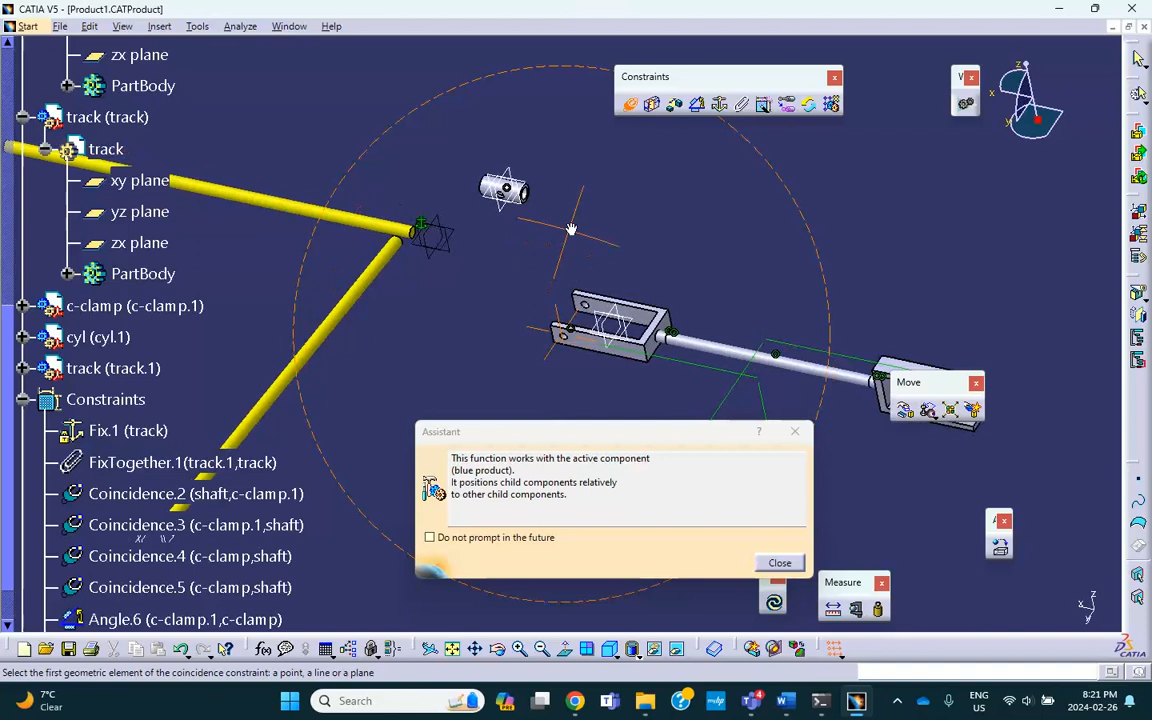 CATIA V5 - [Product1.CATProduct]
Start File Edit View Insert Tools Analyze Window Help
zx plane
PartBody
track (track)
track
xy plane
yz plane
zx plane
PartBody
c-clamp (c-clamp.1)
cyl (cyl.1)
track (track.1)
Constraints
Fix.1 (track)
FixTogether.1(track.1,track)
Coincidence.2 (shaft,c-clamp.1)
Coincidence.3 (c-clamp.1,shaft)
Coincidence.4 (c-clamp,shaft)
Coincidence.5 (c-clamp,shaft)
Angle.6 (c-clamp.1,c-clamp)
Constraints
x
V
x
z
x
y
Move
x
Assistant
?
This function works with the active component
(blue product).
It positions child components relatively
to other child components.
Do not prompt in the future
Close
x
Measure
x
z
x
y
CATIA
Select the first geometric element of the coincidence constraint: a point, a line or a plane
7°C
Clear
Search
ENG
US
8:21 PM
2024-02-26